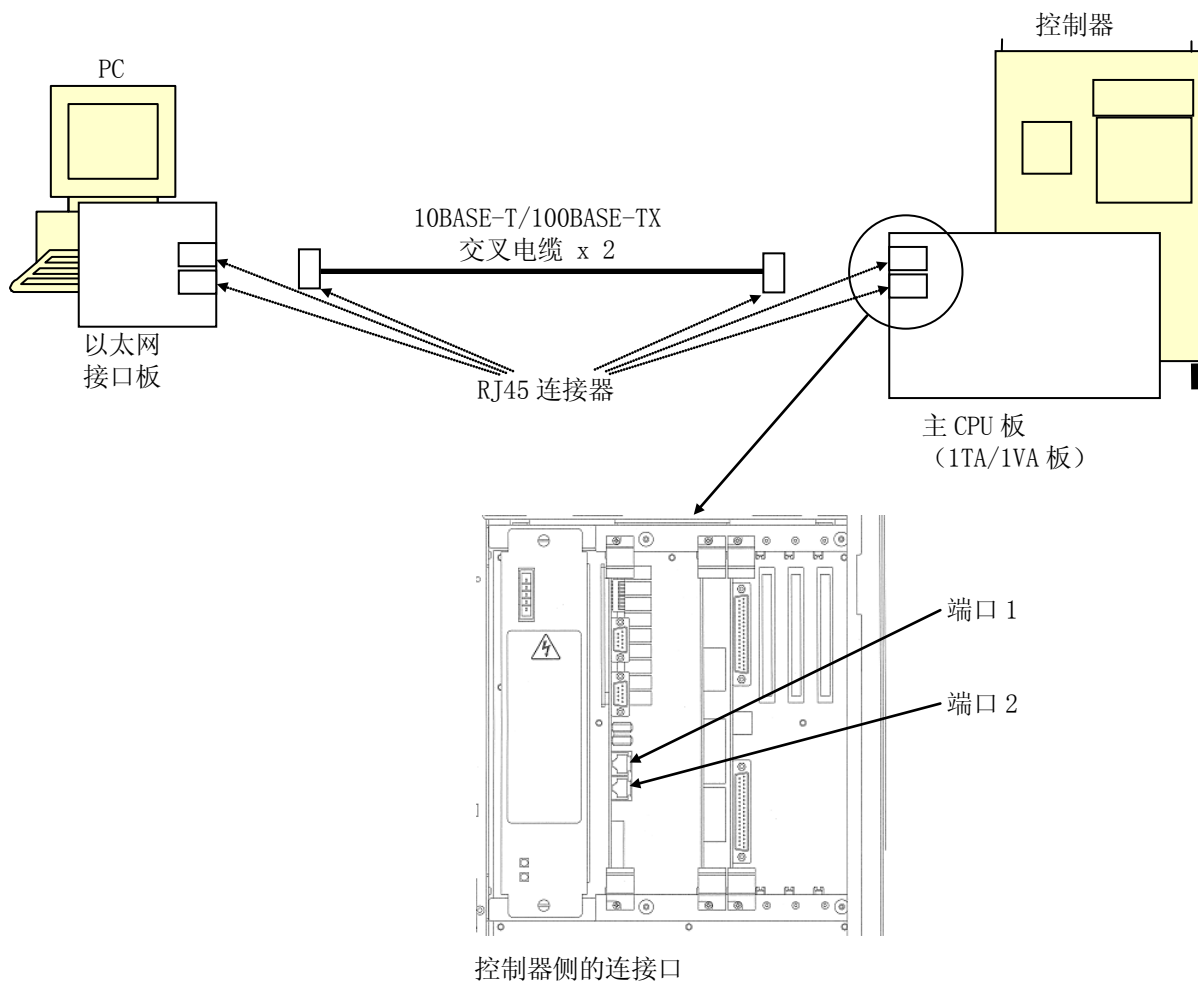 控制器
PC
10BASE-T/100BASE-TX
交叉电缆 x 2
以太网
接口板
RJ45 连接器
主 CPU 板
（1TA/1VA 板）
端口 1
端口 2
控制器侧的连接口